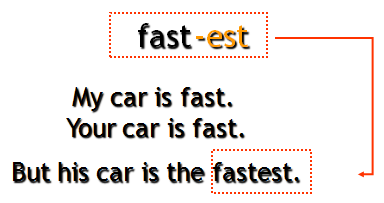 fast-est
My car is fast.
Your car is fast.
But his car is the fastest.